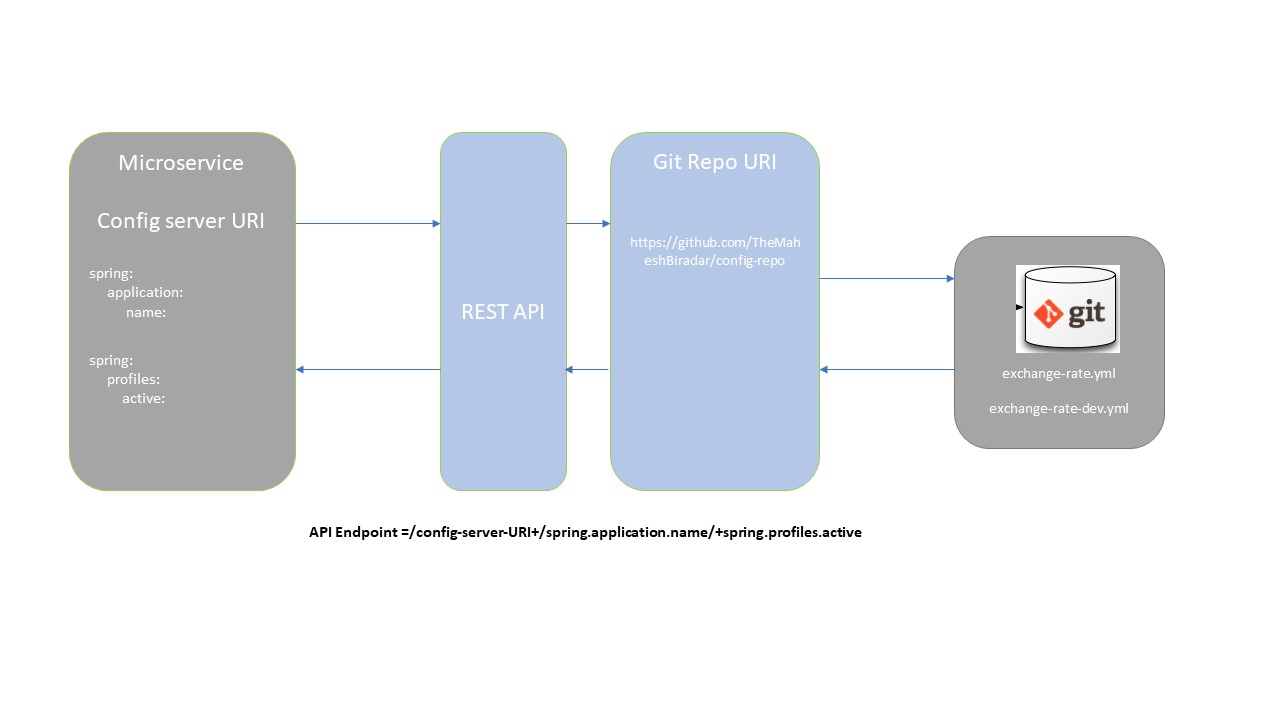 Microservice
Config server URI
spring:
application:
name:
spring:
profiles:
active:
REST API
Git Repo URI
https://github.com/TheMah
eshBiradar/config-repo
git
exchange-rate.yml
exchange-rate-dev.yml
API Endpoint =/config-server-URI+/spring.application.name/+spring.profiles.active